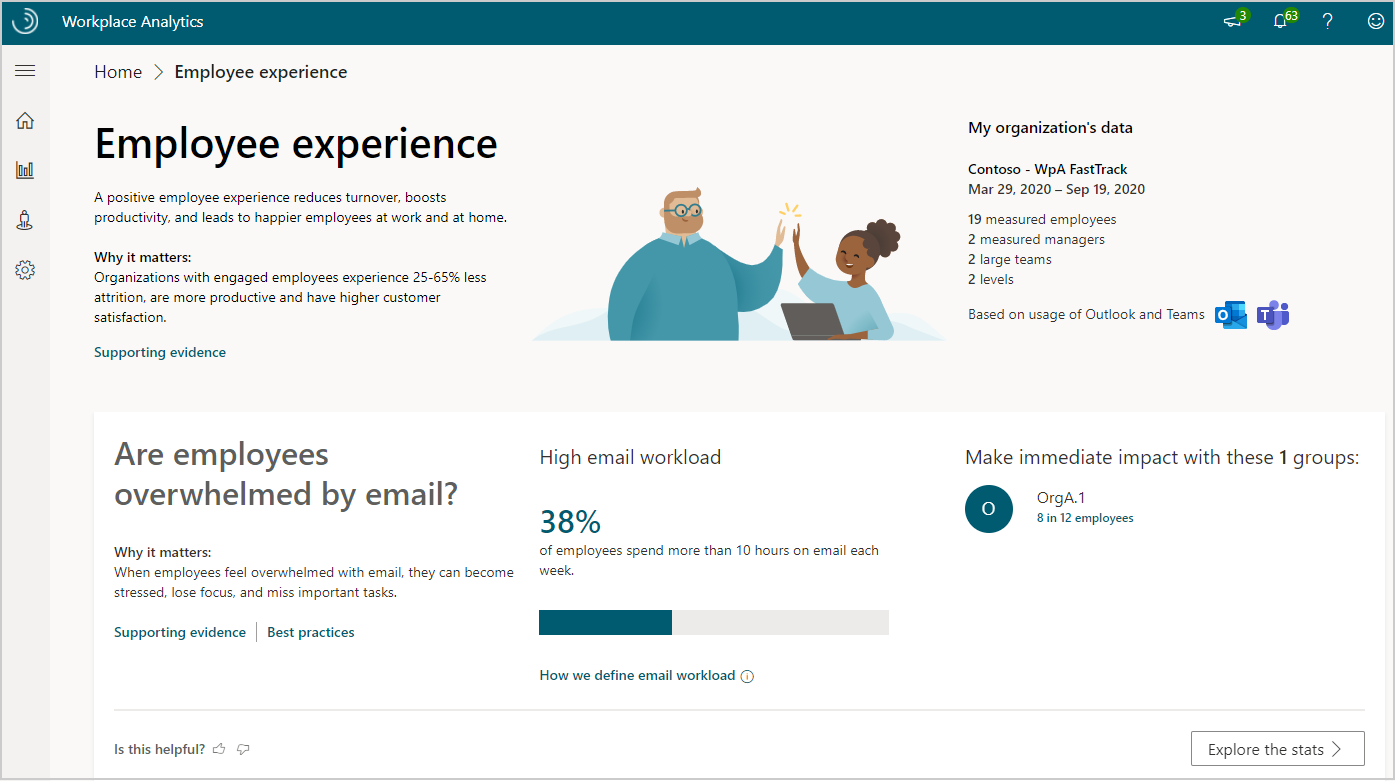 Workplace Analytics
3
63
?
Home > Employee experience
Employee experience
A positive employee experience reduces turnover, boosts
productivity, and leads to happier employees at work and at home.
Why it matters:
Organizations with engaged employees experience 25-65% less
attrition, are more productive and have higher customer
satisfaction.
Supporting evidence
My organization's data
Contoso - WpA FastTrack
Mar 29, 2020 – Sep 19, 2020
19 measured employees
2 measured managers
2 large teams
2 levels
Based on usage of Outlook and Teams
O
T
Are employees
overwhelmed by email?
Why it matters:
When employees feel overwhelmed with email, they can become
stressed, lose focus, and miss important tasks.
Supporting evidence | Best practices
High email workload
38%
of employees spend more than 10 hours on email each
week.
How we define email workload
Make immediate impact with these 1 groups:
O
OrgA.1
8 in 12 employees
Is this helpful?
Explore the stats >